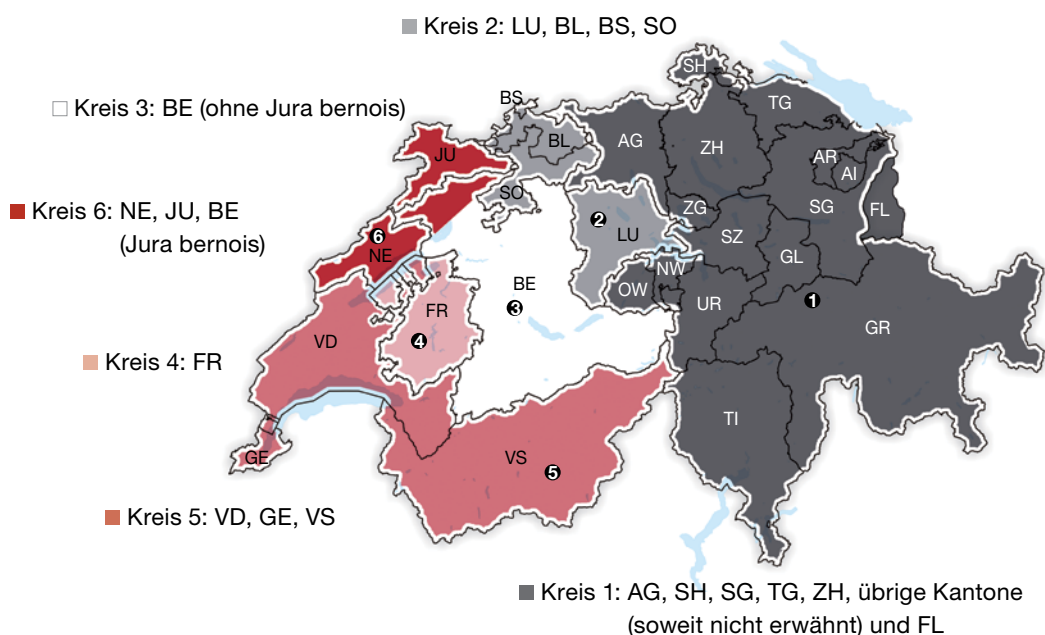 Kreis 2: LU, BL, BS, SO
SH
TG
BS
Kreis 3: BE (ohne Jura bernois)
BL
AG
ZH
AR
AI
JU
SO
ZG
SG
FL
Kreis 6: NE, JU, BE
(Jura bernois)
2
LU
SZ
6
NE
NW
GL
OW
BE
UR
3
1
FR
GR
VD
4
Kreis 4: FR
TI
GE
VS
5
Kreis 5: VD, GE, VS
Kreis 1: AG, SH, SG, TG, ZH, übrige Kantone
(soweit nicht erwähnt) und FL